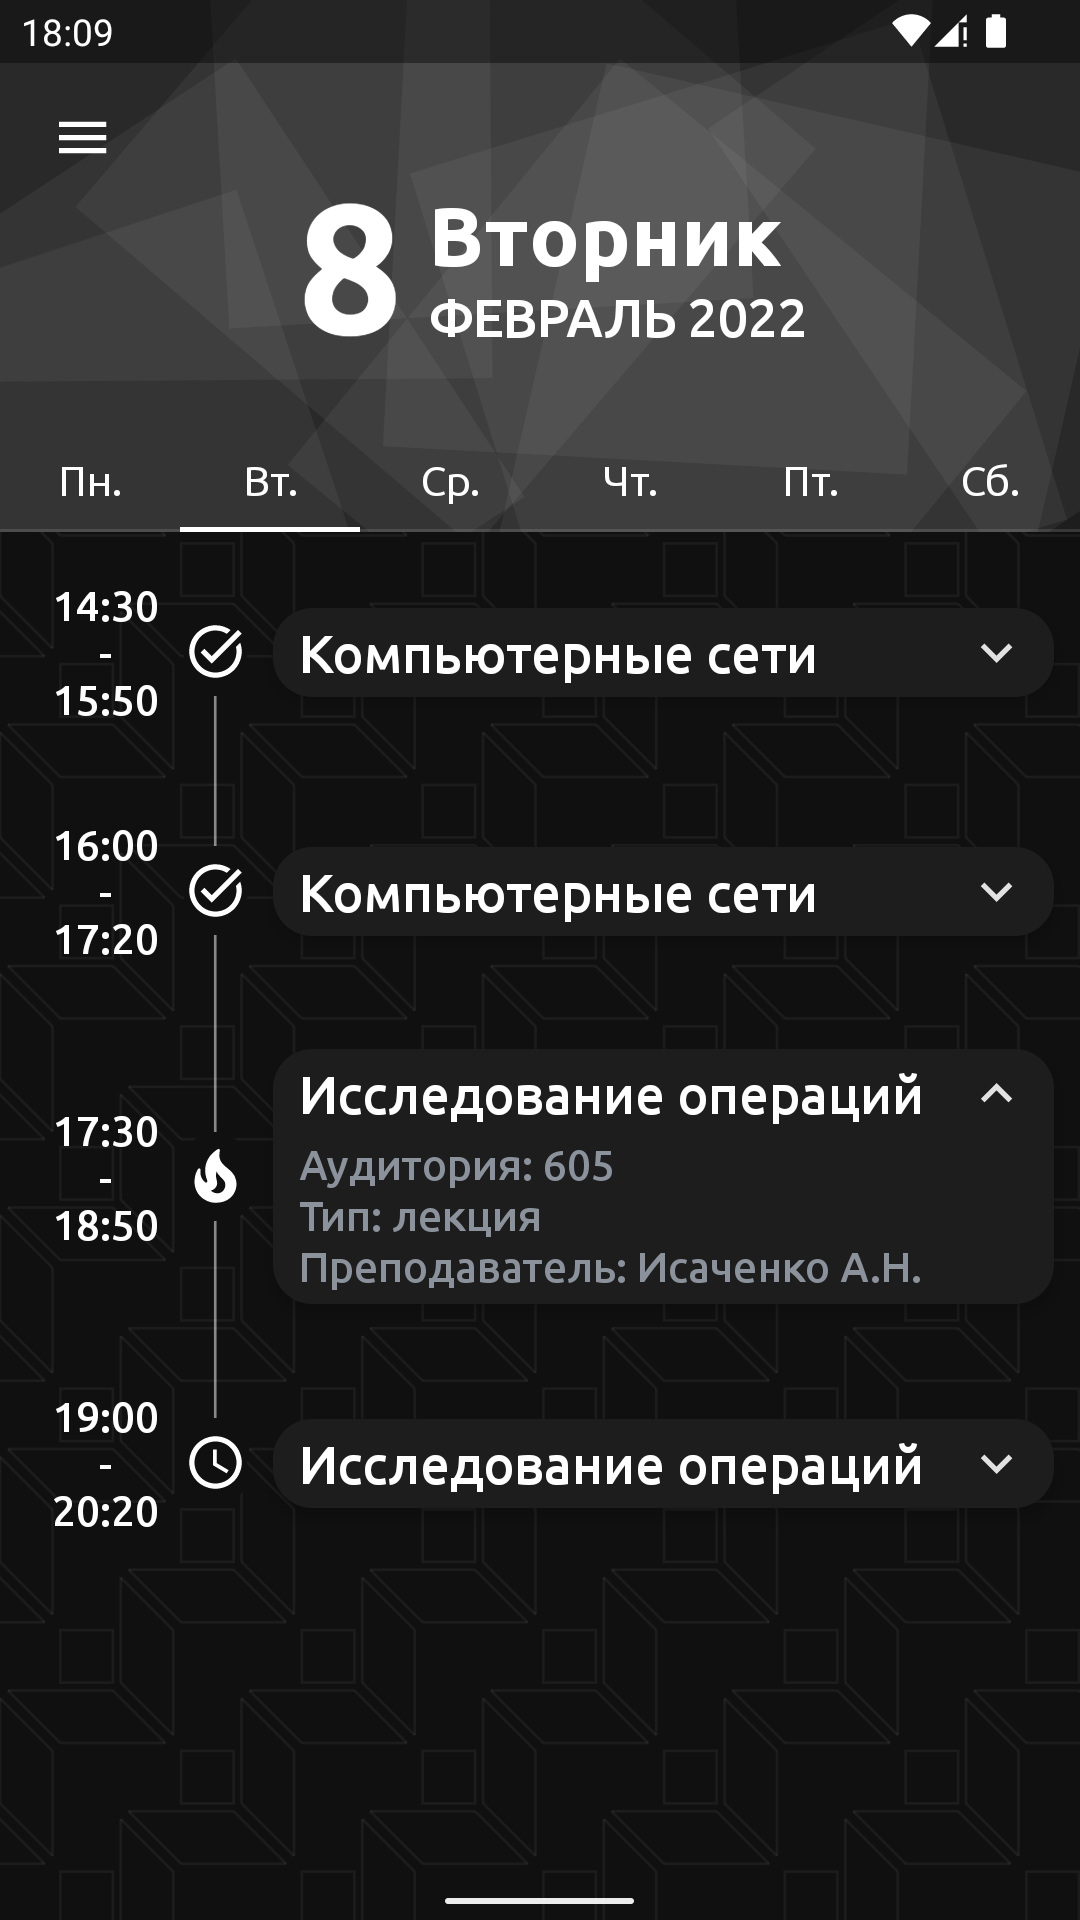 18:09
8
Вторник
ФЕВРАЛЬ 2022
Пн. Вт. Ср. Чт. Пт. Сб.
14:30
-
15:50
Компьютерные сети
16:00
-
17:20
Компьютерные сети
17:30
-
18:50
Исследование операций
Аудитория: 605
Тип: лекция
Преподаватель: Исаченко А.Н.
19:00
-
20:20
Исследование операций